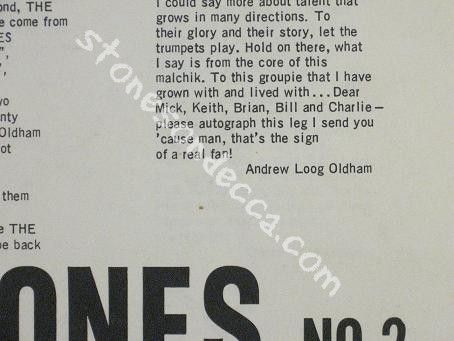 ond, THE
e come from
ES
",
",
,
wo
nty
Oldham
ot
them
e THE
be back
I could say more about talent that
grows in many directions. To
their glory and their story, let the
trumpets play. Hold on there, what
I say is from the core of this
malchik. To this groupie that I have
grown with and lived with...Dear
Mick, Keith, Brian, Bill and Charlie—
please autograph this leg I send you
'cause man, that's the sign
of a real fan!
Andrew Loog Oldham
ONES NO.2
stonesondecca.com